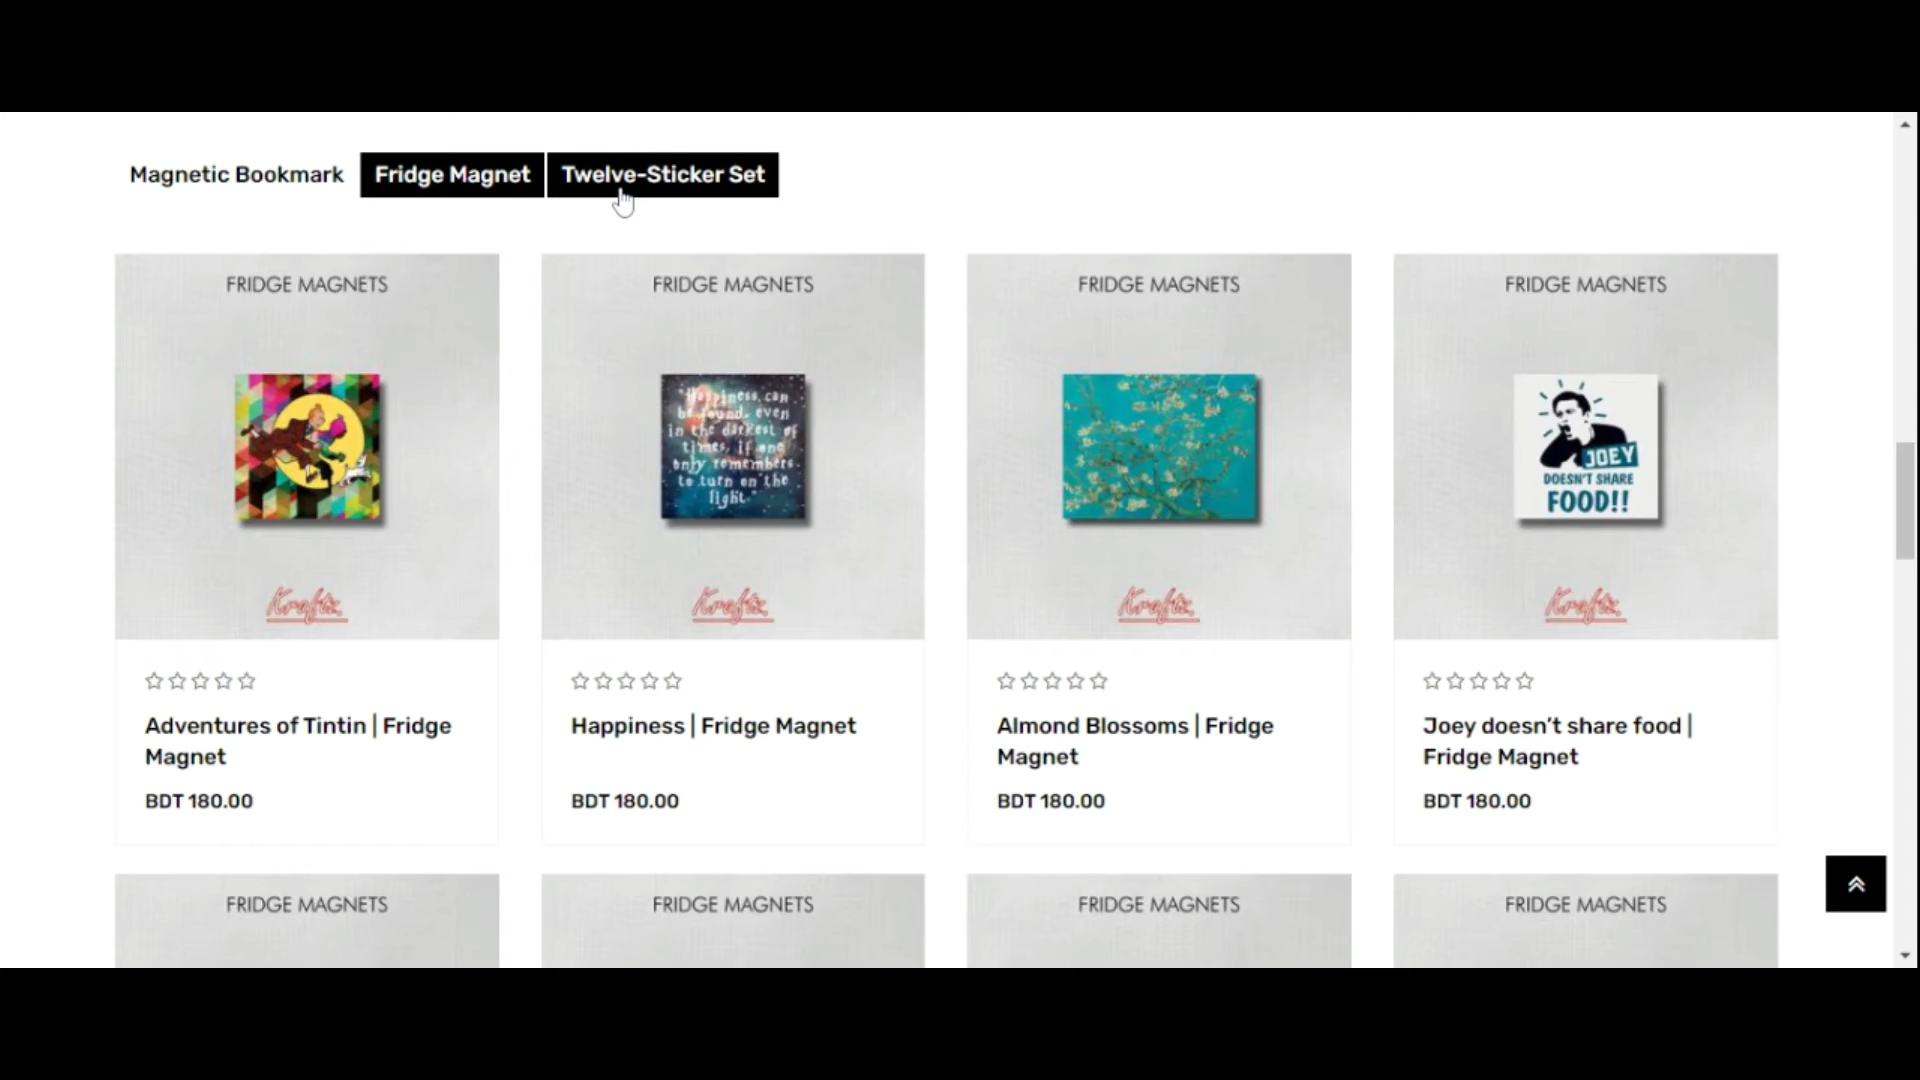 Magnetic Bookmark Fridge Magnet Twelve-Sticker Set
FRIDGE MAGNETS FRIDGE MAGNETS FRIDGE MAGNETS FRIDGE MAGNETS
"Happiness can
be found, even
in the darkest of
times, if one
only remembers
to turn on the
light."
JOEY
DOESN'T SHARE
FOOD!!
Kraftz. Kraftz. Kraftz. Kraftz.
Adventures of Tintin | Fridge
Magnet
BDT 180.00
Happiness | Fridge Magnet
BDT 180.00
Almond Blossoms | Fridge
Magnet
BDT 180.00
Joey doesn't share food |
Fridge Magnet
BDT 180.00
FRIDGE MAGNETS FRIDGE MAGNETS FRIDGE MAGNETS FRIDGE MAGNETS